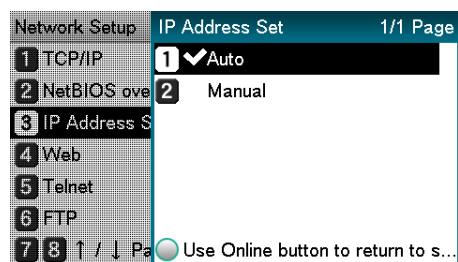 Network Setup
1 TCP/IP
2 NetBIOS ove
3 IP Address S
4 Web
5 Telnet
6 FTP
7 8 ↑ / ↓ Pa
IP Address Set 1/1 Page
1 ✔Auto
2 Manual
Use Online button to return to s...